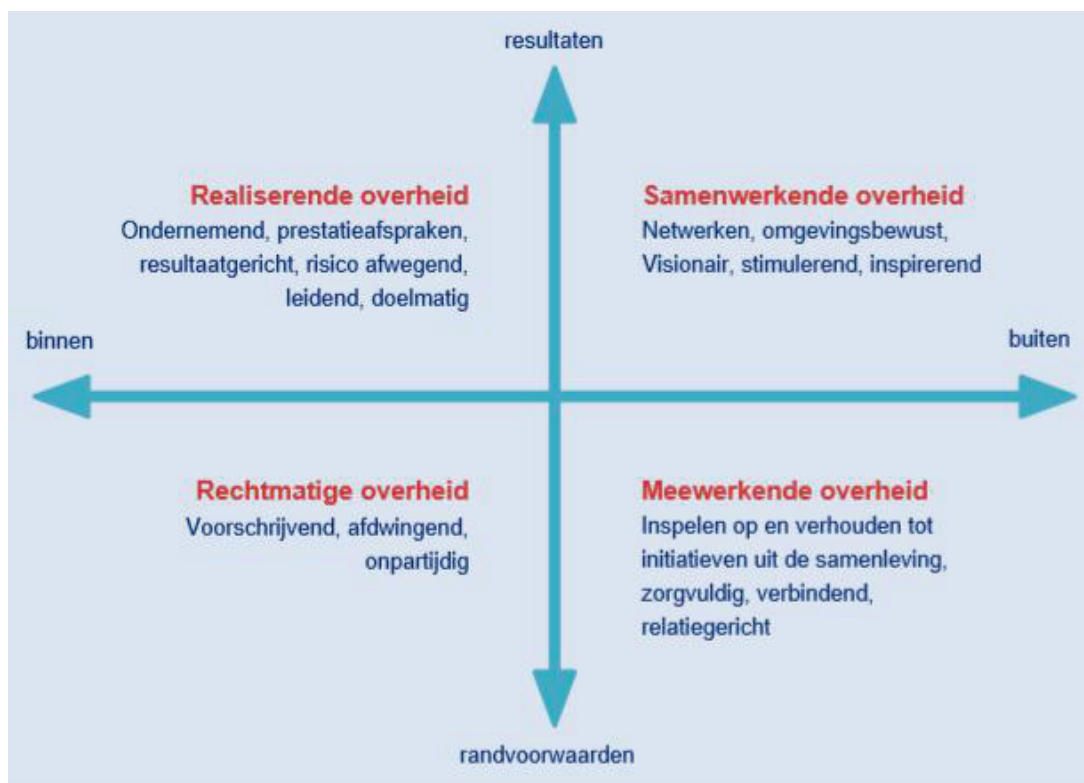 resultaten
Realiserende overheid
Ondernemend, prestatieafspraken,
resultaatgericht, risico afwegend,
leidend, doelmatig
Samenwerkende overheid
Netwerken, omgevingsbewust,
Visionair, stimulerend, inspirerend
binnen
buiten
Rechtmatige overheid
Voorschrijvend, afdwingend,
onpartijdig
Meewerkende overheid
Inspelen op en verhouden tot
initiatieven uit de samenleving,
zorgvuldig, verbindend,
relatiegericht
randvoorwaarden